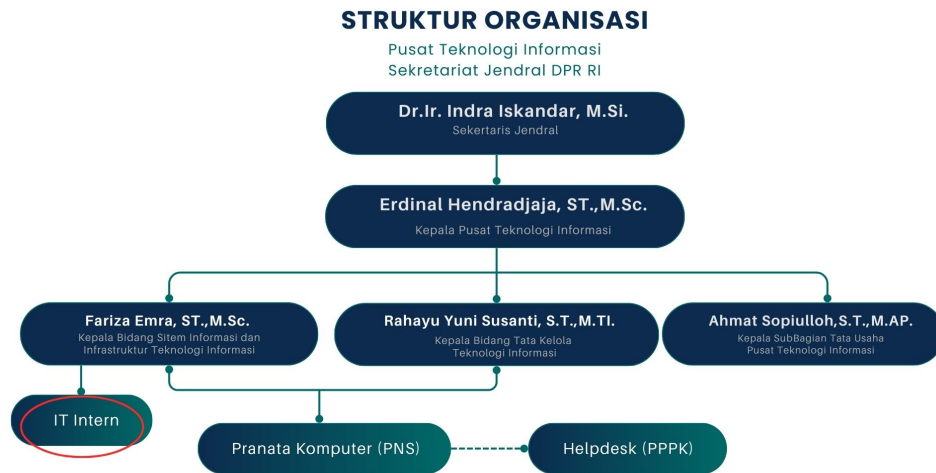 STRUKTUR ORGANISASI
Pusat Teknologi Informasi
Sekretariat Jendral DPR RI
Dr.Ir. Indra Iskandar, M.Si.
Sekertaris Jendral
Erdinal Hendradjaja, ST.,M.Sc.
Kepala Pusat Teknologi Informasi
Fariza Emra, ST.,M.Sc.
Kepala Bidang Sitem Informasi dan
Infrastruktur Teknologi Informasi
Rahayu Yuni Susanti, S.T.,M.TI.
Kepala Bidang Tata Kelola
Teknologi Informasi
Ahmat Sopiulloh,S.T.,M.AP.
Kepala SubBagian Tata Usaha
Pusat Teknologi Informasi
IT Intern
Pranata Komputer (PNS)
Helpdesk (PPPK)